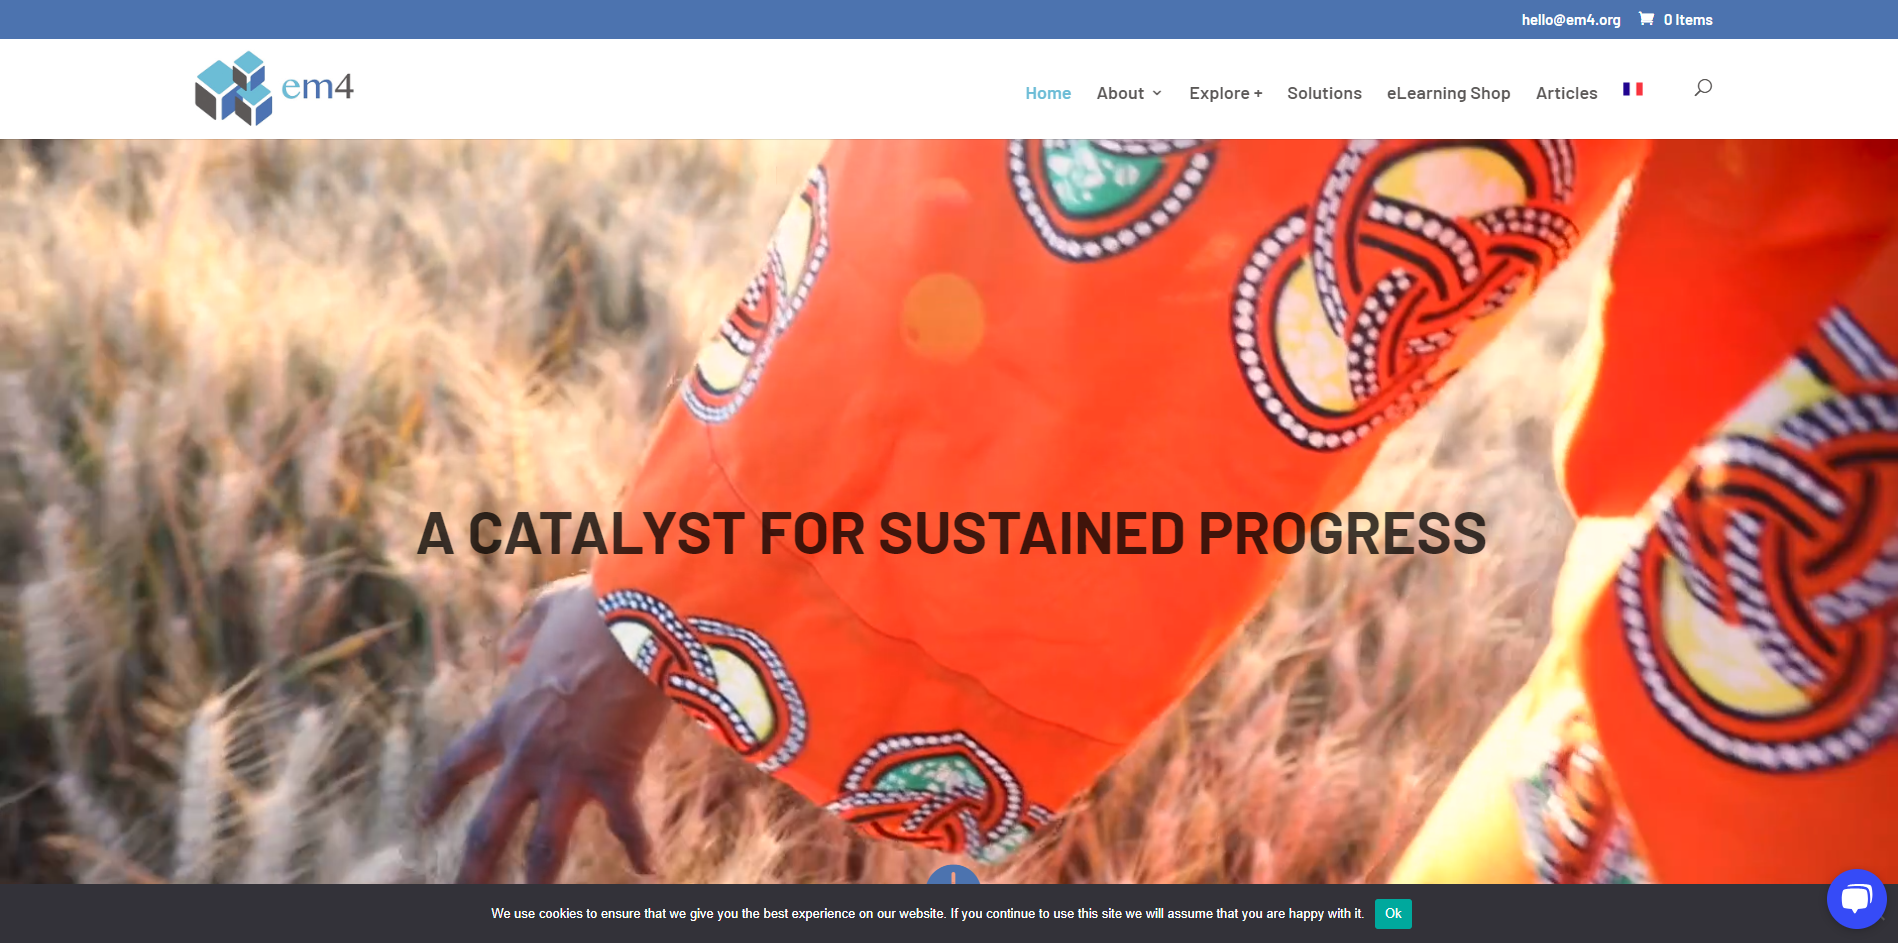 hello@em4.org 0 Items
em4
Home About Explore + Solutions eLearning Shop Articles
A CATALYST FOR SUSTAINED PROGRESS
We use cookies to ensure that we give you the best experience on our website. If you continue to use this site we will assume that you are happy with it. Ok